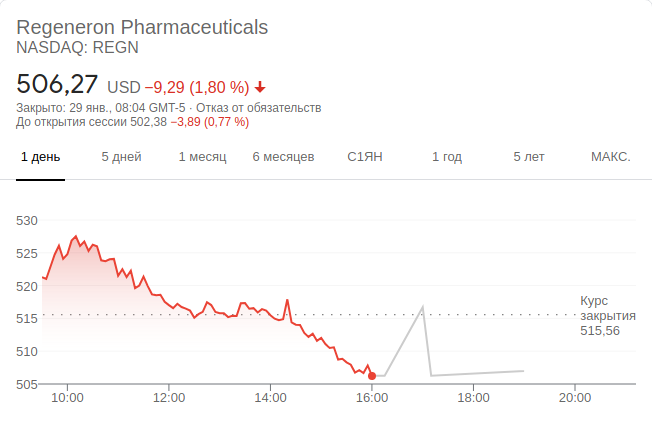 Regeneron Pharmaceuticals
NASDAQ: REGN
506,27 USD −9,29 (1,80 %)
Закрыто: 29 янв., 08:04 GMT-5 · Отказ от обязательств
До открытия сессии 502,38 −3,89 (0,77 %)
1 день 5 дней 1 месяц 6 месяцев С1ЯН 1 год 5 лет МАКС.
530
525
520
515
510
505
Курс
закрытия
515,56
10:00 12:00 14:00 16:00 18:00 20:00